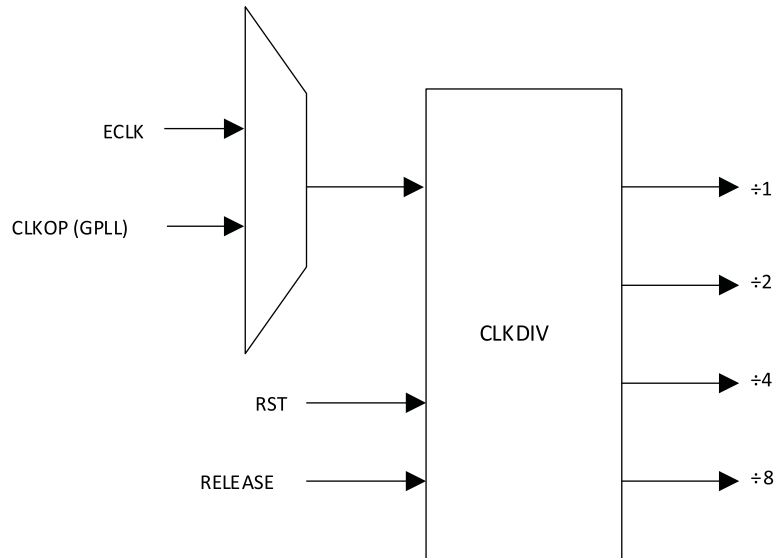 ECLK
CLKOP (GPLL)
RST
RELEASE
CLKDIV
÷1
÷2
÷4
÷8